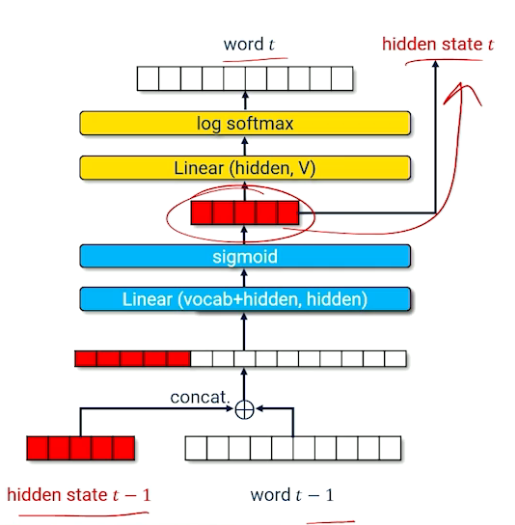 word t
hidden state t
log softmax
Linear (hidden, V)
sigmoid
Linear (vocab+hidden, hidden)
concat.
hidden state t − 1
word t − 1